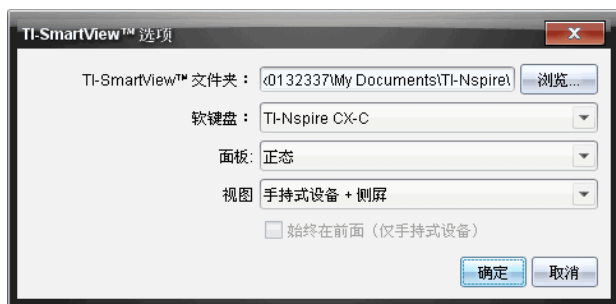 TI-SmartView™ 选项
TI-SmartView™ 文件夹： 0132337\My Documents\TI-Nspire\ 浏览...
软键盘： TI-Nspire CX-C
面板: 正态
视图 手持式设备 + 侧屏
始终在前面（仅手持式设备）
确定 取消